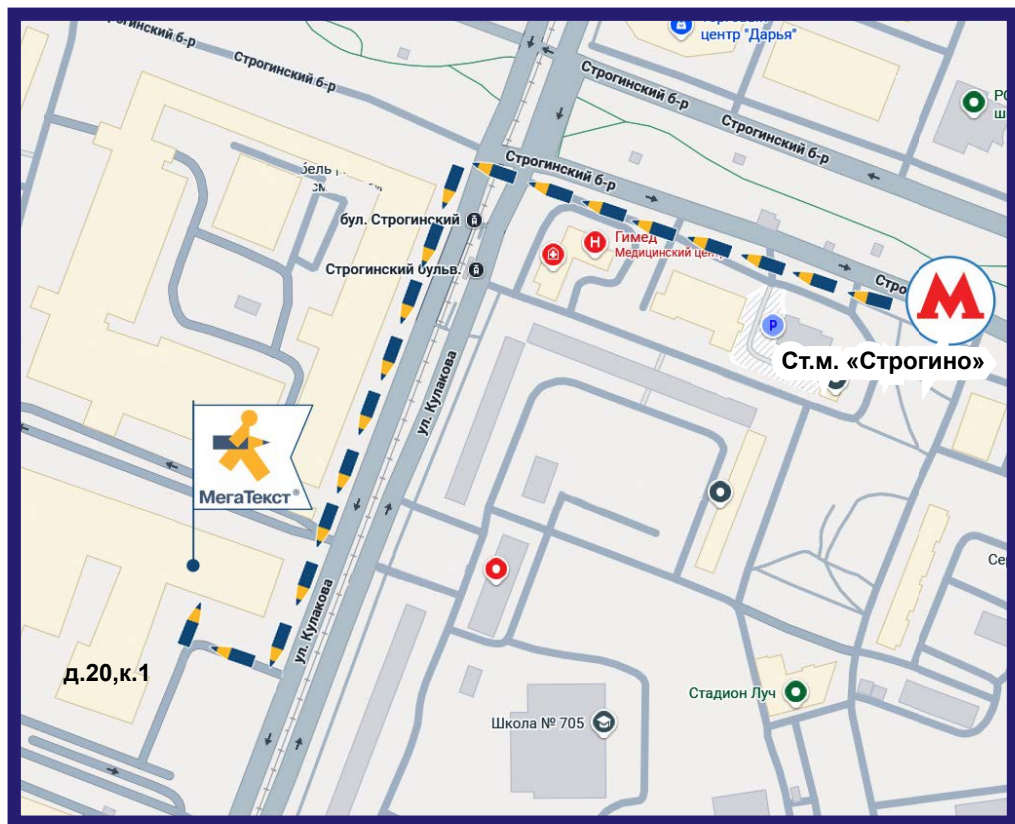 центр "Дарья"
Строгинский б-р
Строгинский б-р
Строгинский б-р
Строгинский б-р
Строгинский б-р
бул. Строгинский
Гимед
Медицинский
Строгинский бульв.
М
Ст.м. «Строгино»
P
ул. Кулакова
МегаТекст®
ул. Кулакова
д.20,к.1
Стадион Луч
Школа № 705